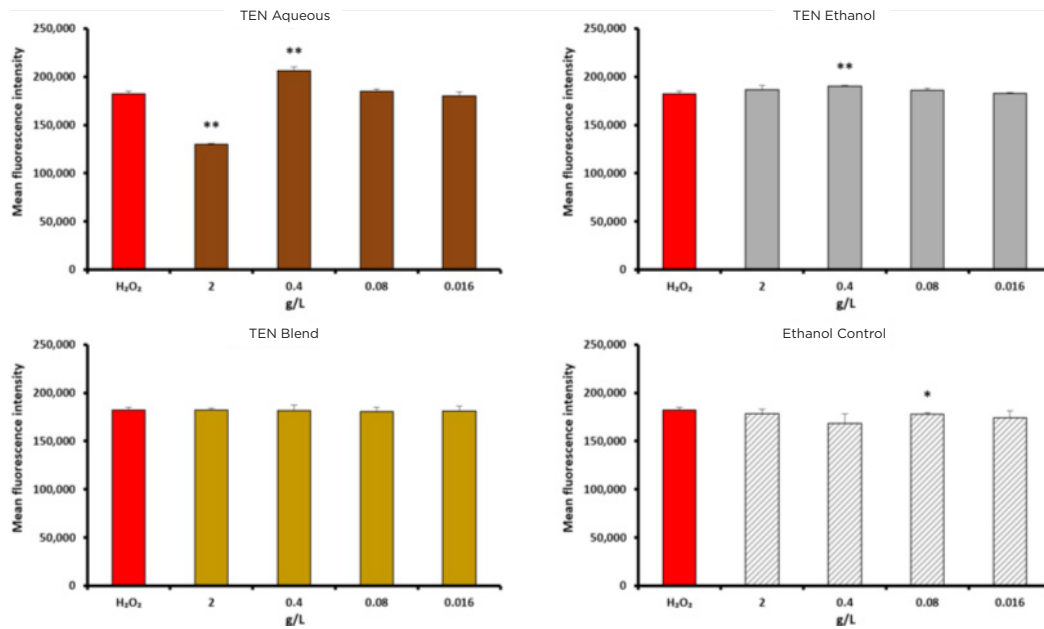 TEN Aqueous
250,000
200,000
150,000
100,000
50,000
0
Mean fluorescence intensity
**
**
H₂O₂ 2 0.4 0.08 0.016
g/L
TEN Ethanol
250,000
200,000
150,000
100,000
50,000
0
Mean fluorescence intensity
**
H₂O₂ 2 0.4 0.08 0.016
g/L
TEN Blend
250,000
200,000
150,000
100,000
50,000
0
Mean fluorescence intensity
H₂O₂ 2 0.4 0.08 0.016
g/L
Ethanol Control
250,000
200,000
150,000
100,000
50,000
0
Mean fluorescence intensity
*
H₂O₂ 2 0.4 0.08 0.016
g/L